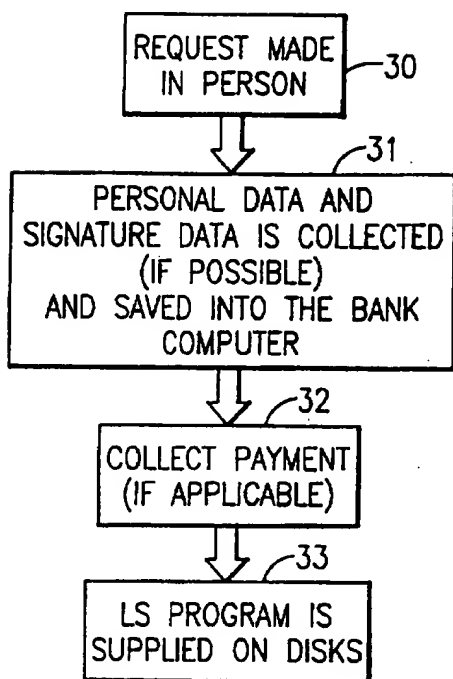 REQUEST MADE
IN PERSON
30
31
PERSONAL DATA AND
SIGNATURE DATA IS COLLECTED
(IF POSSIBLE)
AND SAVED INTO THE BANK
COMPUTER
32
COLLECT PAYMENT
(IF APPLICABLE)
33
LS PROGRAM IS
SUPPLIED ON DISKS